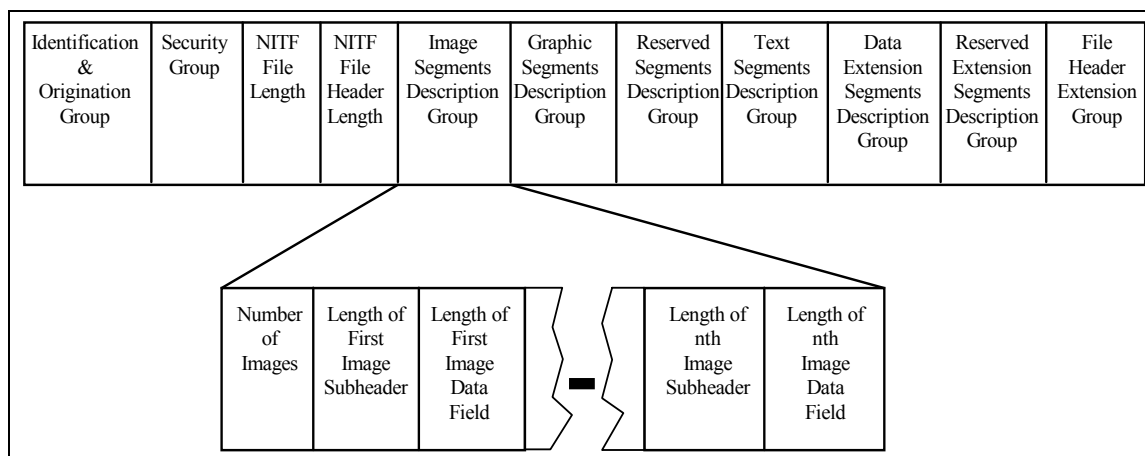 Identification
&
Origination
Group
Security
Group
NITF
File
Length
NITF
File
Header
Length
Image
Segments
Description
Group
Graphic
Segments
Description
Group
Reserved
Segments
Description
Group
Text
Segments
Description
Group
Data
Extension
Segments
Description
Group
Reserved
Extension
Segments
Description
Group
File
Header
Extension
Group
Number
of
Images
Length of
First
Image
Subheader
Length of
First
Image
Data
Field
Length of
nth
Image
Subheader
Length of
nth
Image
Data
Field